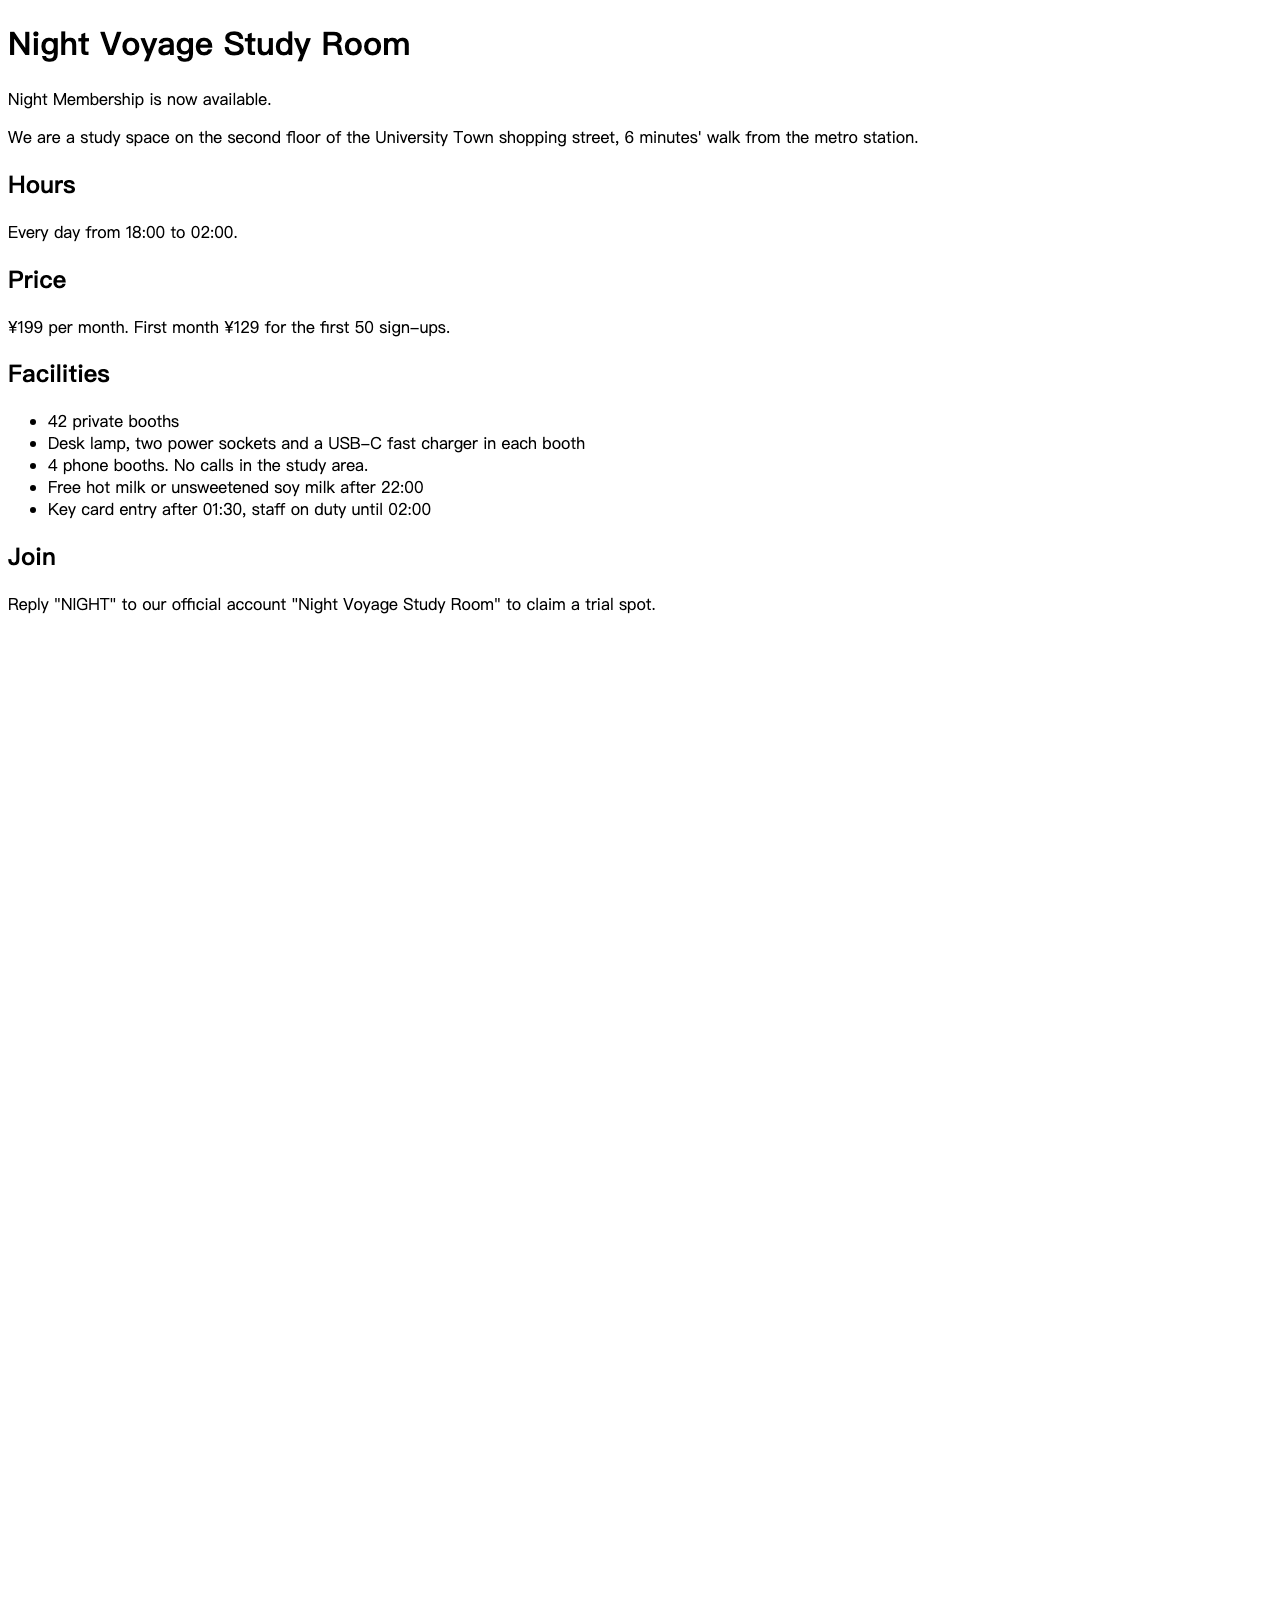 Night Voyage Study Room
Night Membership is now available.
We are a study space on the second floor of the University Town shopping street, 6 minutes' walk from the metro station.
Hours
Every day from 18:00 to 02:00.
Price
¥199 per month. First month ¥129 for the first 50 sign-ups.
Facilities
• 42 private booths
• Desk lamp, two power sockets and a USB-C fast charger in each booth
• 4 phone booths. No calls in the study area.
• Free hot milk or unsweetened soy milk after 22:00
• Key card entry after 01:30, staff on duty until 02:00
Join
Reply "NIGHT" to our official account "Night Voyage Study Room" to claim a trial spot.